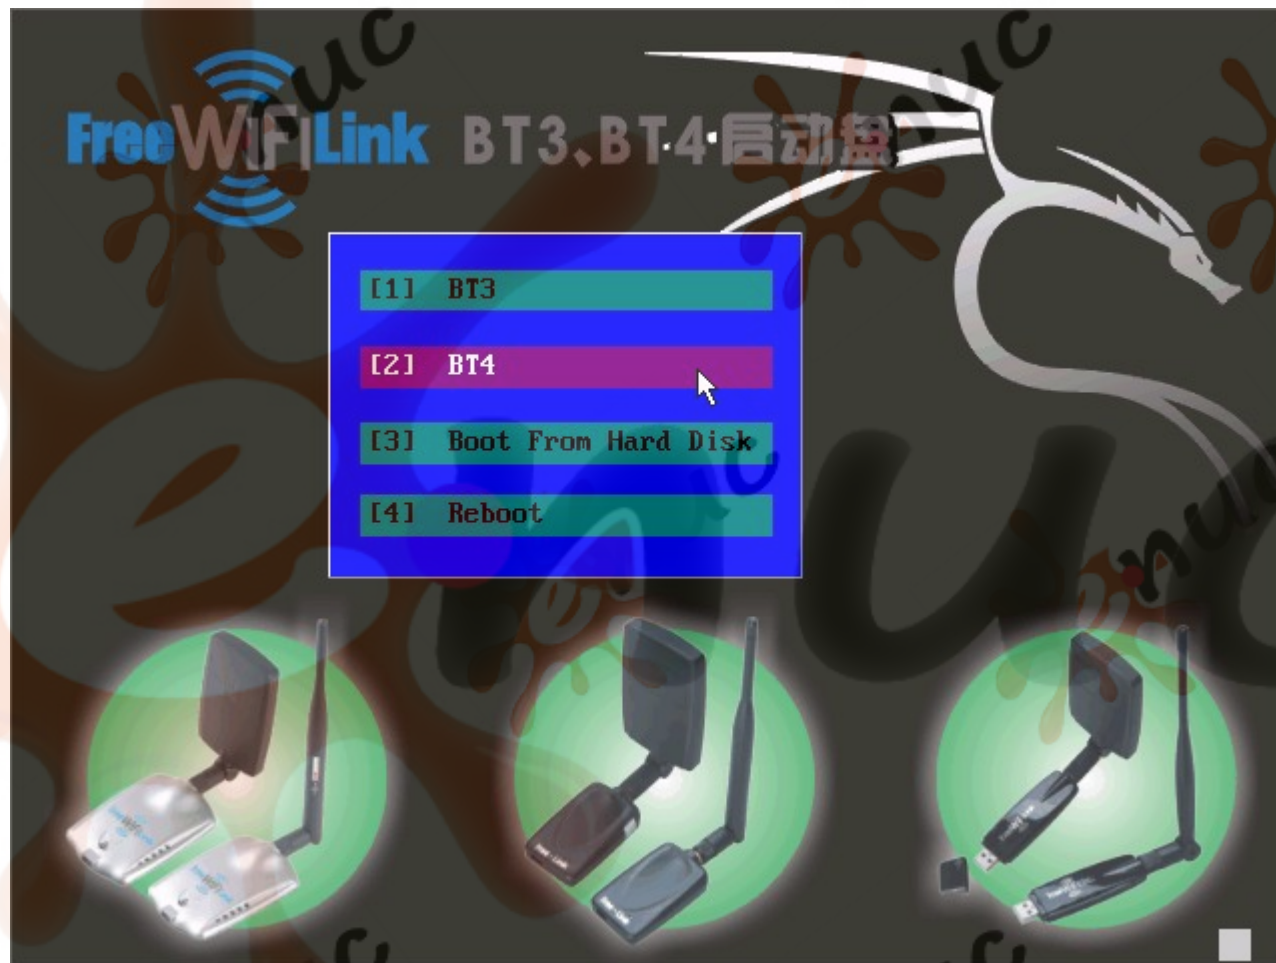 FreeWiFiLink BT3、BT4启动盘
[1] BT3
[2] BT4
[3] Boot From Hard Disk
[4] Reboot
enuc